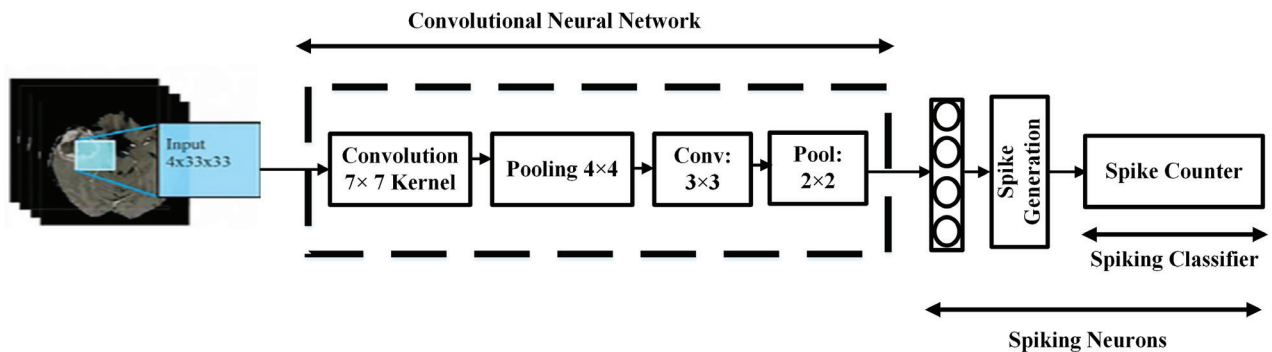 Convolutional Neural Network
Input
4x33x33
Convolution
7× 7 Kernel
Pooling 4×4
Conv:
3×3
Pool:
2×2
Spike
Generation
Spike Counter
Spiking Classifier
Spiking Neurons